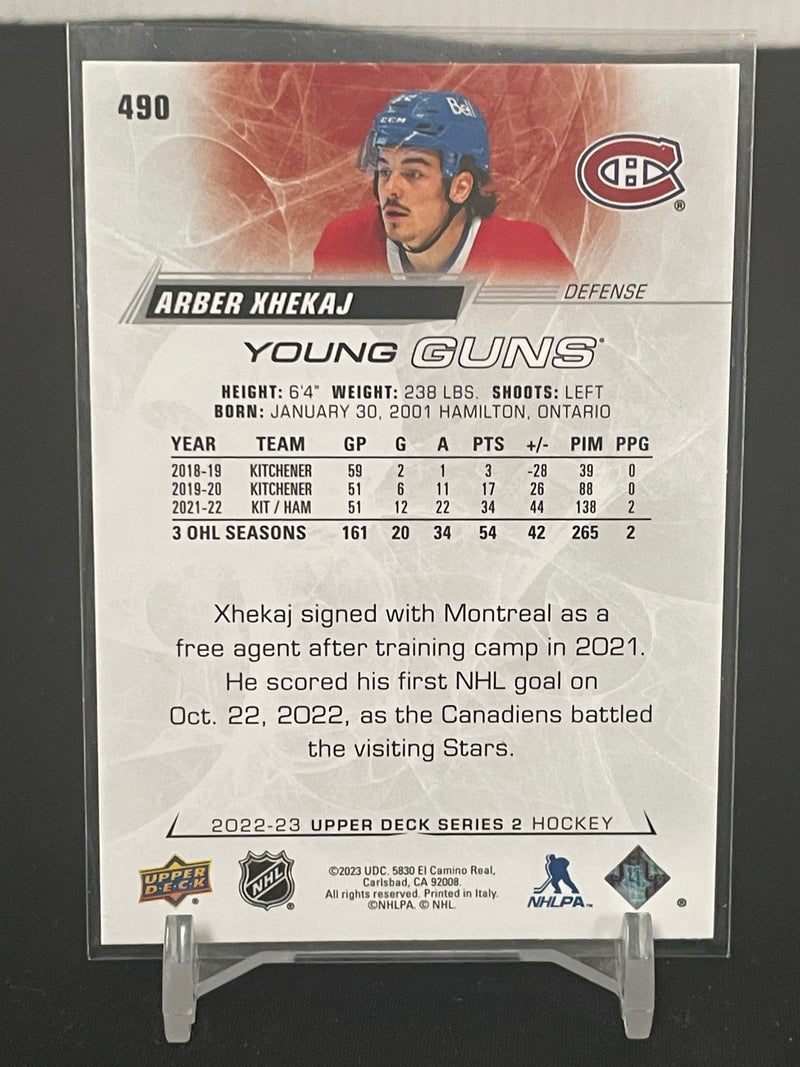 490
Bell
CCM
ARBER XHEKAJ
DEFENSE
YOUNG GUNS
HEIGHT: 6'4" WEIGHT: 238 LBS. SHOOTS: LEFT
BORN: JANUARY 30, 2001 HAMILTON, ONTARIO
YEAR TEAM GP G A PTS +/- PIM PPG
2018-19 KITCHENER 59 2 1 3 -28 39 0
2019-20 KITCHENER 51 6 11 17 26 88 0
2021-22 KIT / HAM 51 12 22 34 44 138 2
3 OHL SEASONS 161 20 34 54 42 265 2
Xhekaj signed with Montreal as a
free agent after training camp in 2021.
He scored his first NHL goal on
Oct. 22, 2022, as the Canadiens battled
the visiting Stars.
2022-23 UPPER DECK SERIES 2 HOCKEY
UPPER
D·E·C·K
NHL
©2023 UDC. 5830 El Camino Real,
Carlsbad, CA 92008.
All rights reserved. Printed in Italy.
©NHLPA. © NHL.
NHLPA™
®